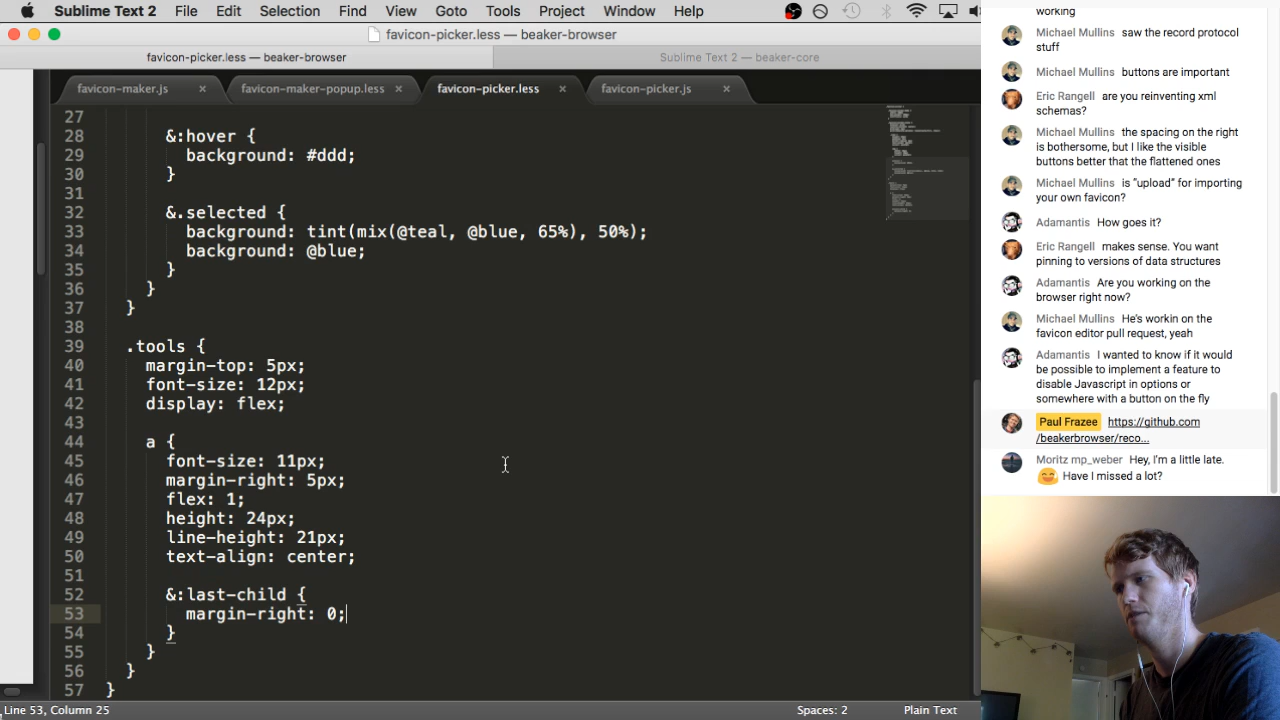 Sublime Text 2 File Edit Selection Find View Goto Tools Project Window Help
favicon-picker.less — beaker-browser
favicon-picker.less — beaker-browser
Sublime Text 2 — beaker-core
favicon-maker.js
favicon-maker-popup.less
favicon-picker.less
favicon-picker.js
27
28 &:hover {
29 background: #ddd;
30 }
31
32 &.selected {
33 background: tint(mix(@teal, @blue, 65%), 50%);
34 background: @blue;
35 }
36 }
37 }
38
39 .tools {
40 margin-top: 5px;
41 font-size: 12px;
42 display: flex;
43
44 a {
45 font-size: 11px;
46 margin-right: 5px;
47 flex: 1;
48 height: 24px;
49 line-height: 21px;
50 text-align: center;
51
52 &:last-child {
53 margin-right: 0;
54 }
55 }
56 }
57 }
Line 53, Column 25
Spaces: 2
Plain Text
working
Michael Mullins saw the record protocol
stuff
Michael Mullins buttons are important
Eric Rangell are you reinventing xml
schemas?
Michael Mullins the spacing on the right
is bothersome, but I like the visible
buttons better that the flattened ones
Michael Mullins is "upload" for importing
your own favicon?
Adamantis How goes it?
Eric Rangell makes sense. You want
pinning to versions of data structures
Adamantis Are you working on the
browser right now?
Michael Mullins He's workin on the
favicon editor pull request, yeah
Adamantis I wanted to know if it would
be possible to implement a feature to
disable Javascript in options or
somewhere with a button on the fly
Paul Frazee https://github.com
/beakerbrowser/reco...
Moritz mp_weber Hey, I'm a little late.
Have I missed a lot?